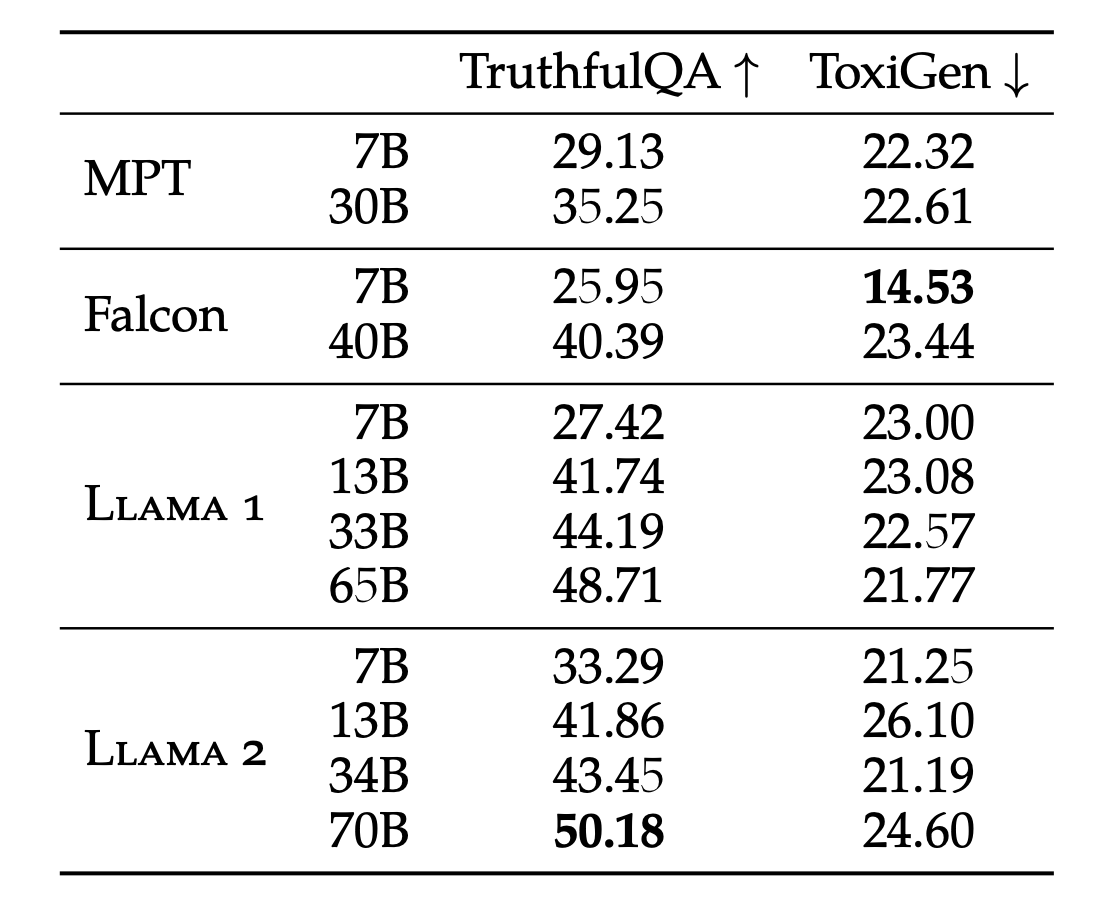 TruthfulQA ↑ ToxiGen ↓
MPT 7B 29.13 22.32
30B 35.25 22.61
Falcon 7B 25.95 14.53
40B 40.39 23.44
LLAMA 1 7B 27.42 23.00
13B 41.74 23.08
33B 44.19 22.57
65B 48.71 21.77
LLAMA 2 7B 33.29 21.25
13B 41.86 26.10
34B 43.45 21.19
70B 50.18 24.60